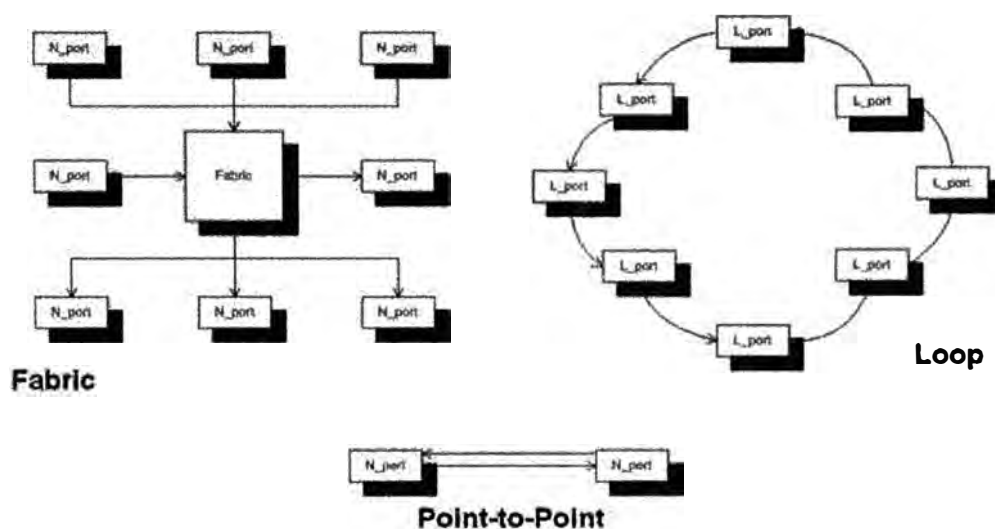 N_port N_port N_port
N_port Fabric N_port
N_port N_port N_port
Fabric
L_port
L_port L_port
L_port L_port
L_port L_port
L_port
Loop
N_port N_port
Point-to-Point